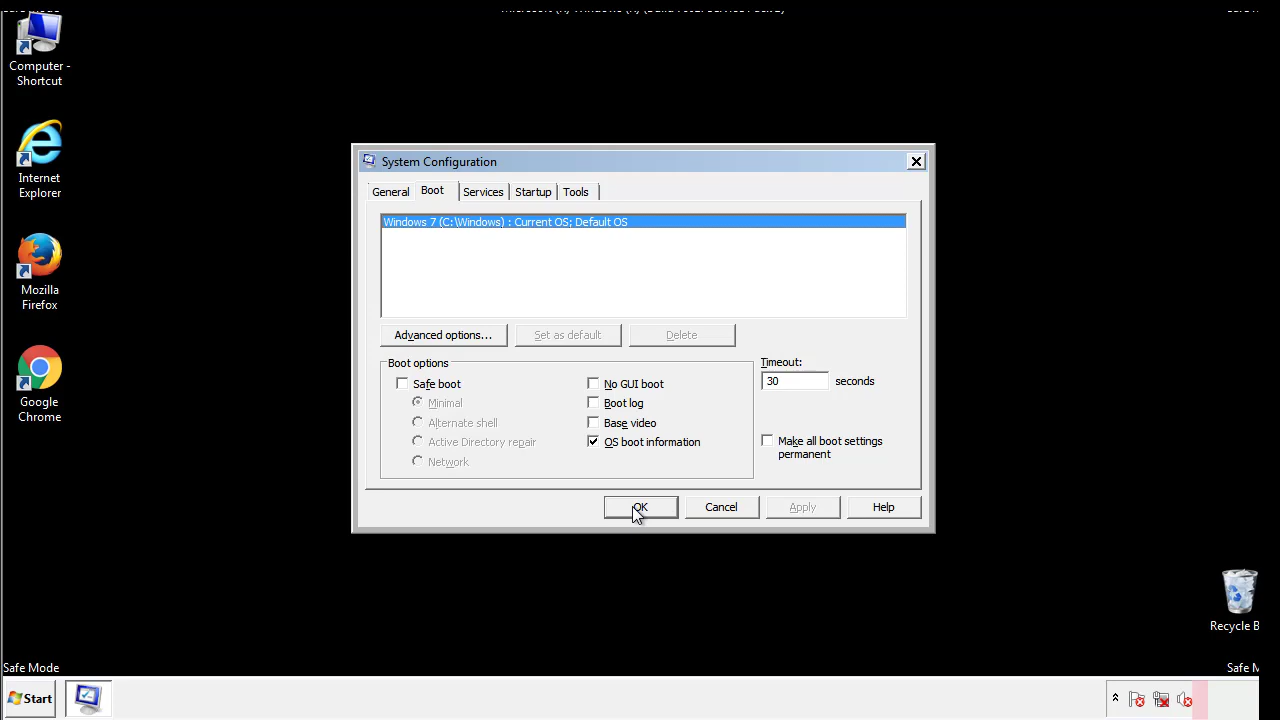 Computer -
Shortcut
Internet
Explorer
Mozilla
Firefox
Google
Chrome
System Configuration
General
Boot
Services
Startup
Tools
Windows 7 (C:\Windows) : Current OS; Default OS
Advanced options...
Set as default
Delete
Boot options
Safe boot
Minimal
Alternate shell
Active Directory repair
Network
No GUI boot
Boot log
Base video
OS boot information
Timeout:
30 seconds
Make all boot settings
permanent
OK
Cancel
Apply
Help
Recycle B
Safe Mode
Safe M
Start